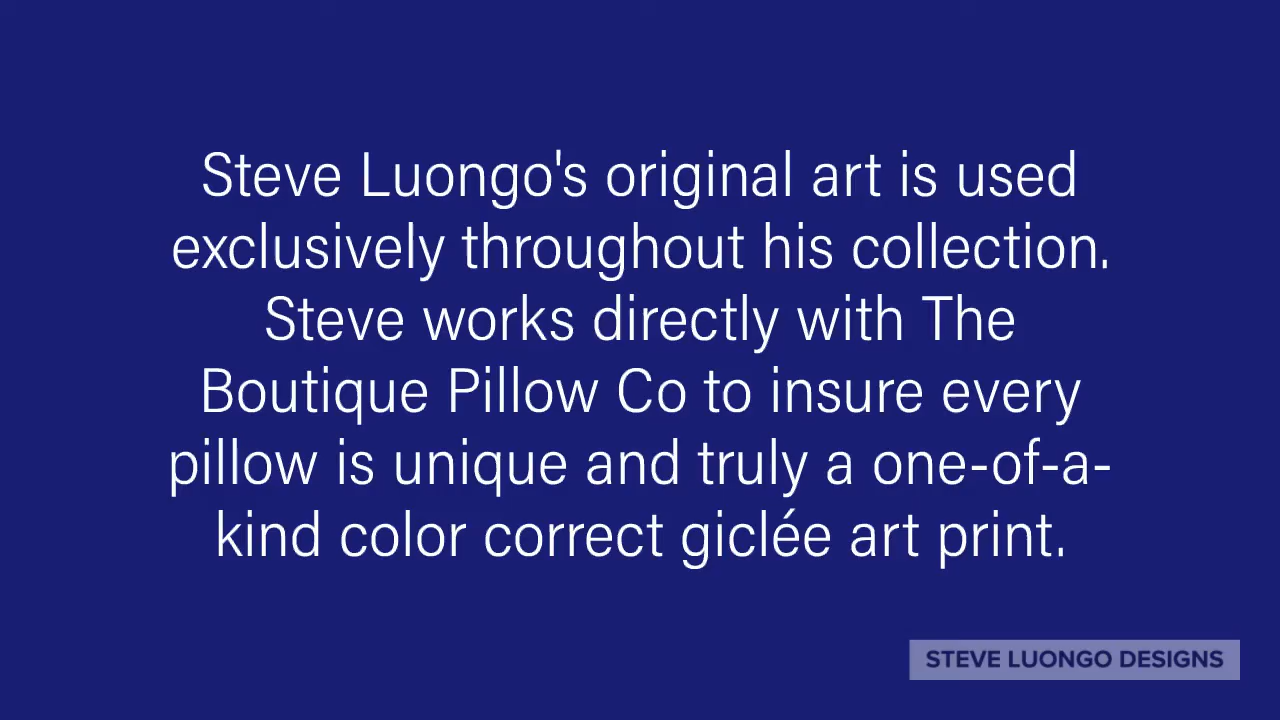 Steve Luongo's original art is used
exclusively throughout his collection.
Steve works directly with The
Boutique Pillow Co to insure every
pillow is unique and truly a one-of-a-
kind color correct giclée art print.
STEVE LUONGO DESIGNS